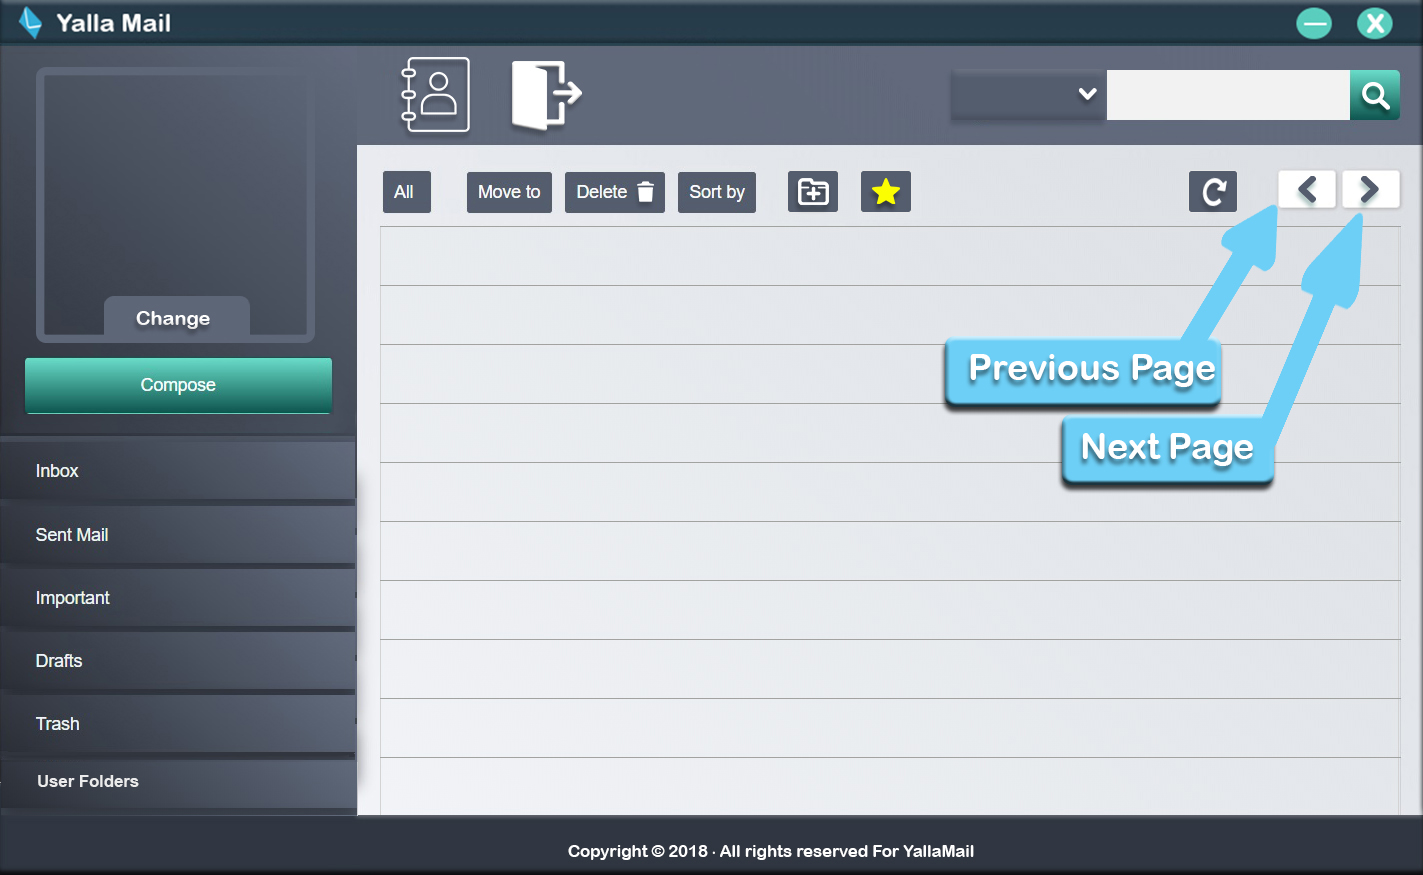 Yalla Mail
Change
Compose
Inbox
Sent Mail
Important
Drafts
Trash
User Folders
All
Move to
Delete
Sort by
Previous Page
Next Page
Copyright © 2018 · All rights reserved For YallaMail